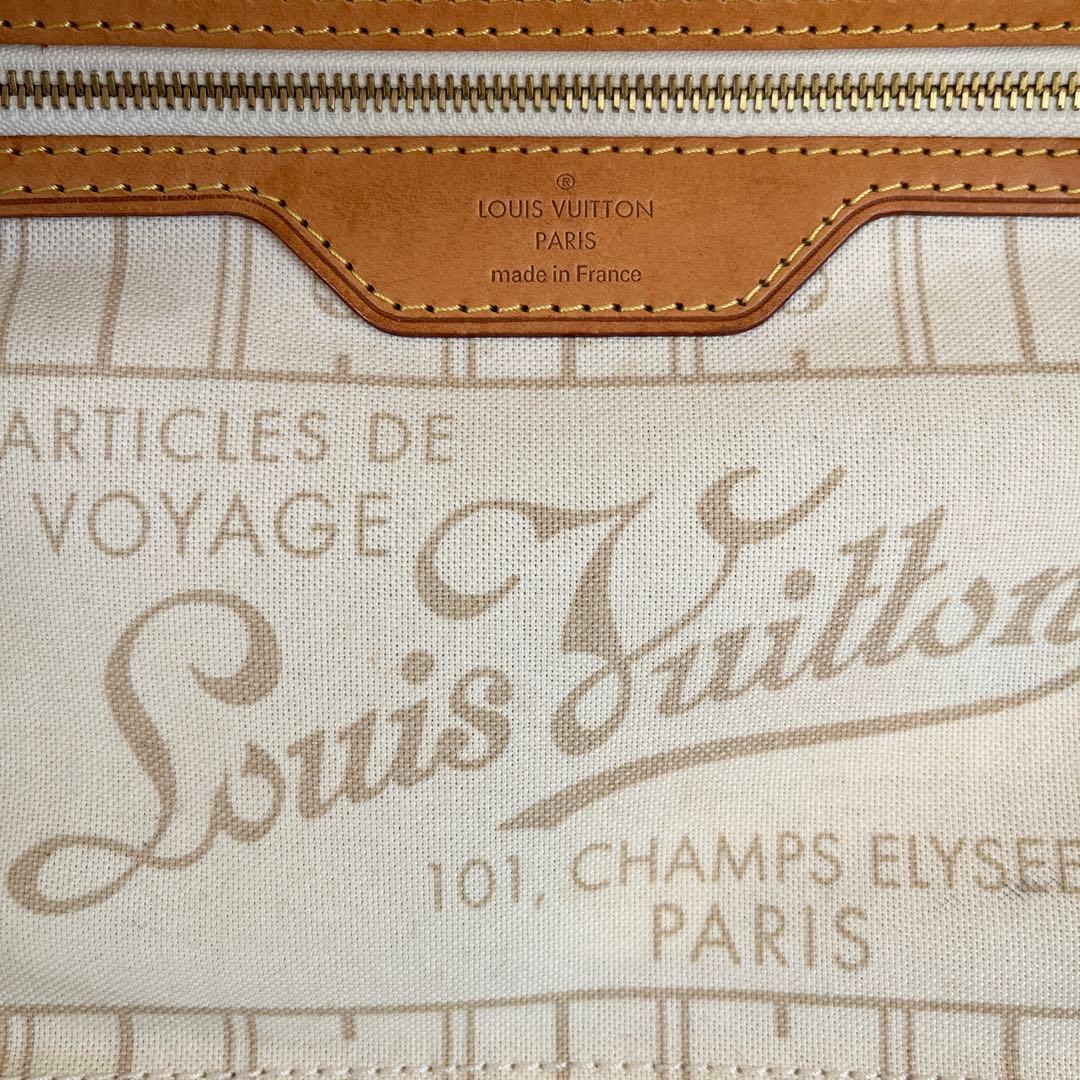 ®
LOUIS VUITTON
PARIS
made in France
ARTICLES DE
VOYAGE
Louis Vuitton
101, CHAMPS ELYSEE
PARIS